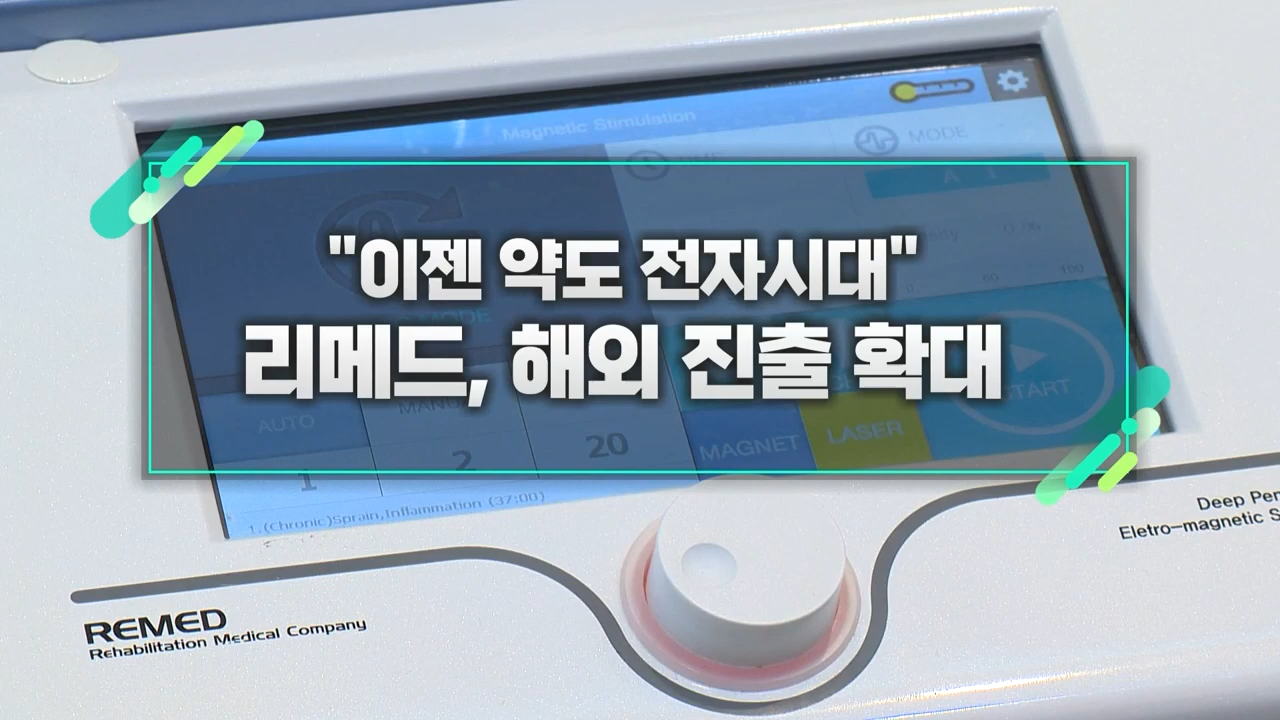 Magnetic Stimulation
MODE
"이젠 약도 전자시대"
리메드, 해외 진출 확대
AUTO
MANU
START
MAGNET
LASER
1
2
20
1.(Chronic)Sprain,Inflammation (37:00)
Deep Pen
Eletro-magnetic S
REMED
Rehabilitation Medical Company